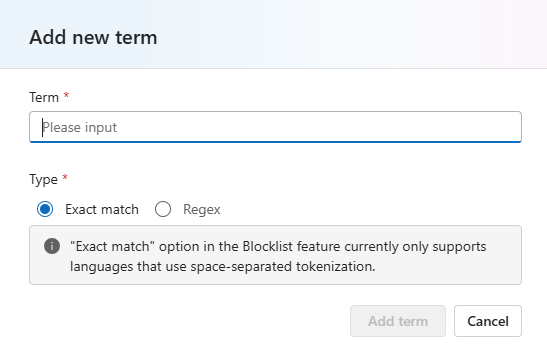 Add new term
Term *
Please input
Type *
Exact match
Regex
"Exact match" option in the Blocklist feature currently only supports
languages that use space-separated tokenization.
Add term
Cancel